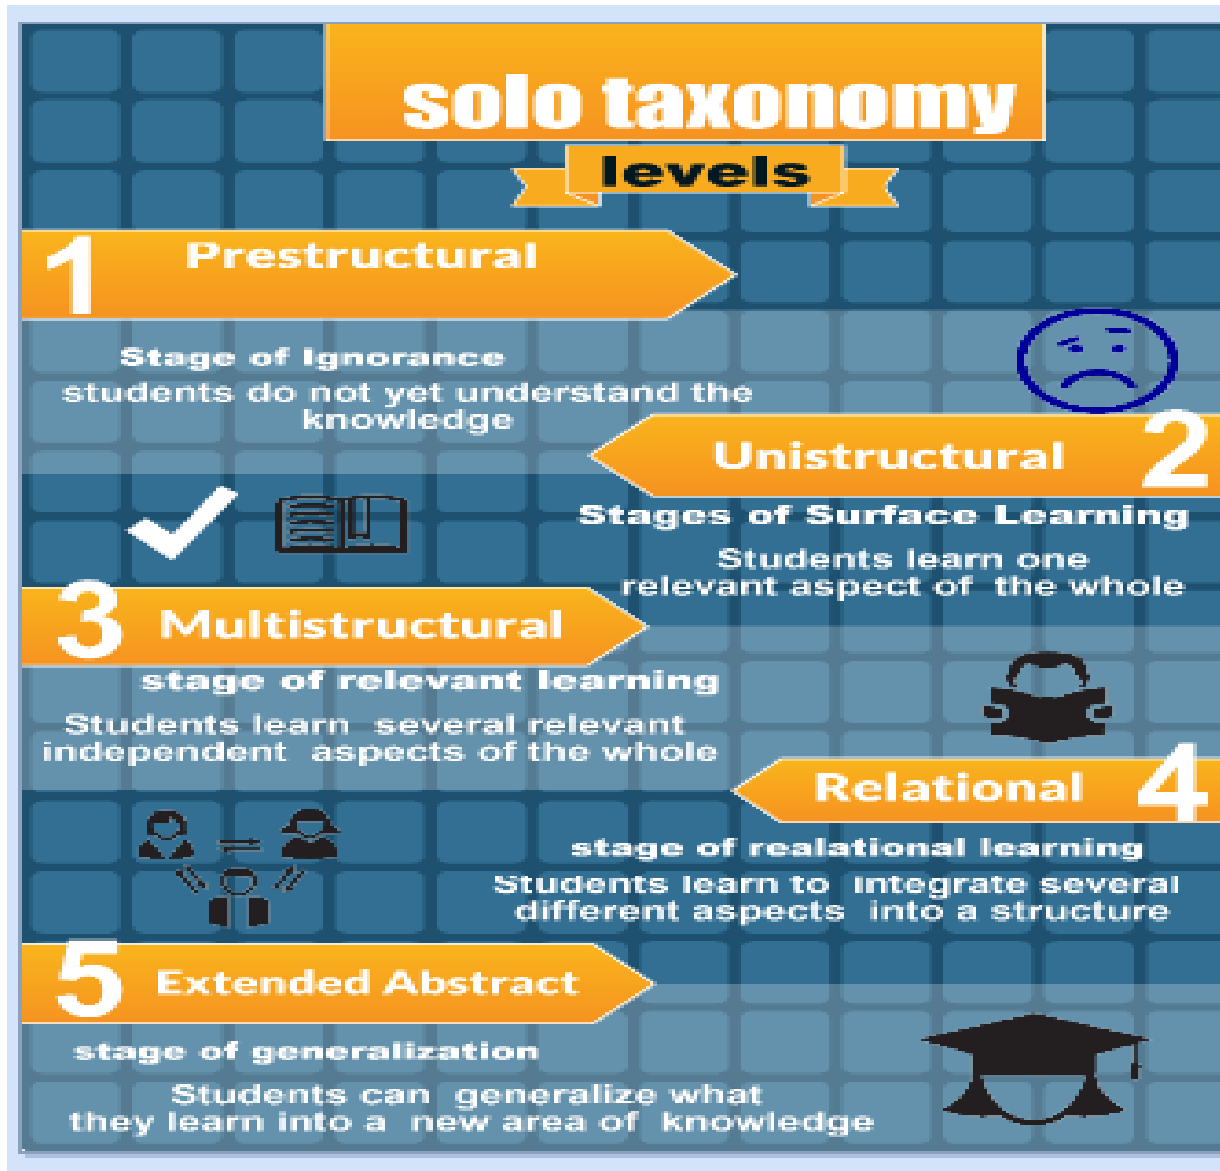 solo taxonomy
levels
1 Prestructural
Stage of Ignorance
students do not yet understand the
knowledge
Unistructural 2
Stages of Surface Learning
Students learn one
relevant aspect of the whole
3 Multistructural
stage of relevant learning
Students learn several relevant
independent aspects of the whole
Relational 4
stage of realational learning
Students learn to integrate several
different aspects into a structure
5 Extended Abstract
stage of generalization
Students can generalize what
they learn into a new area of knowledge